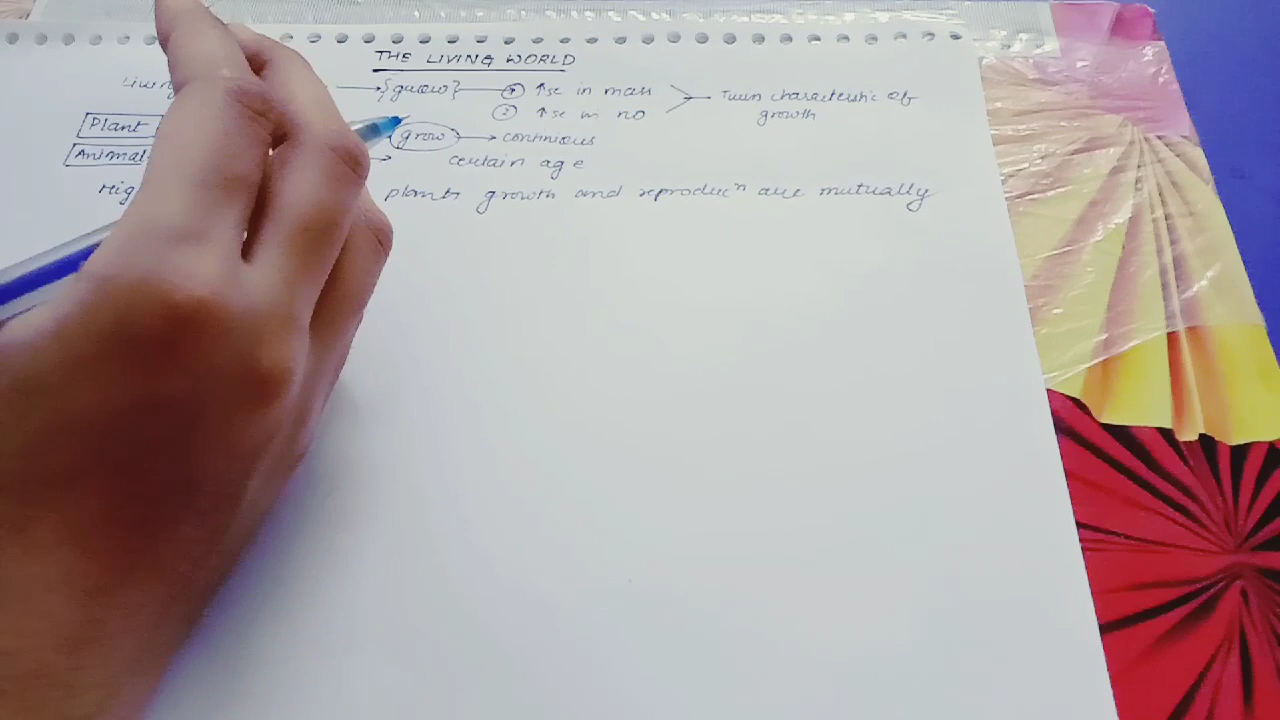 THE LIVING WORLD
Livin → {grow} → ① ↑se in mass
② ↑se in no
Twin characteristic of growth
Plant grow → continuous
Animal → certain age
Hig plants growth and reproducⁿ are mutually